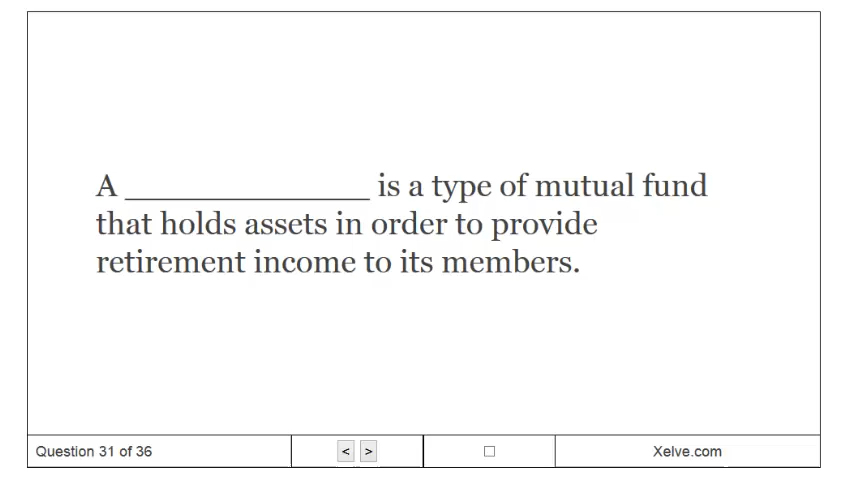 A ________________ is a type of mutual fund
that holds assets in order to provide
retirement income to its members.
Question 31 of 36
< >
Xelve.com